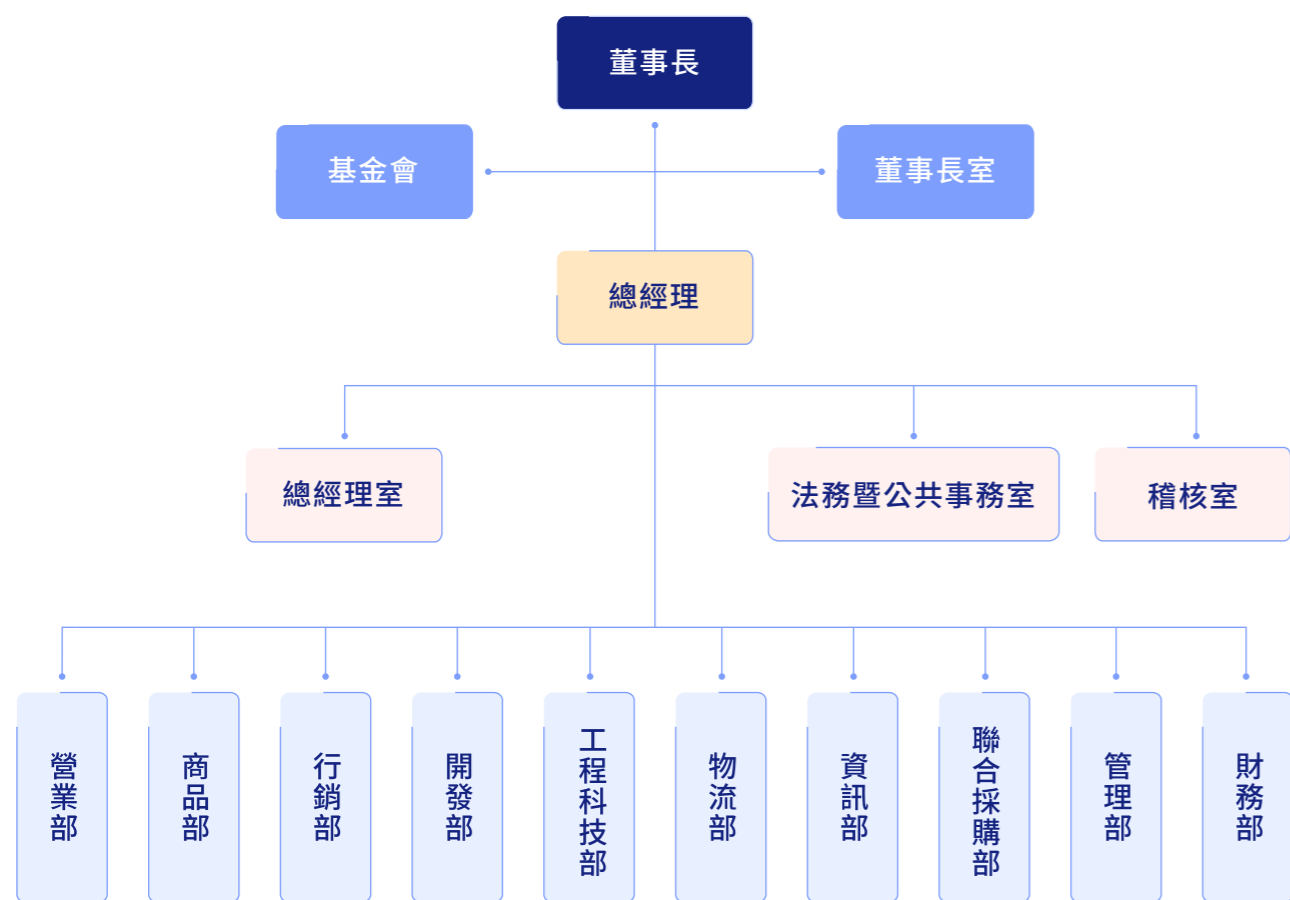 董事長
基金會
董事長室
總經理
總經理室
法務暨公共事務室
稽核室
營業部
商品部
行銷部
開發部
工程科技部
物流部
資訊部
聯合採購部
管理部
財務部